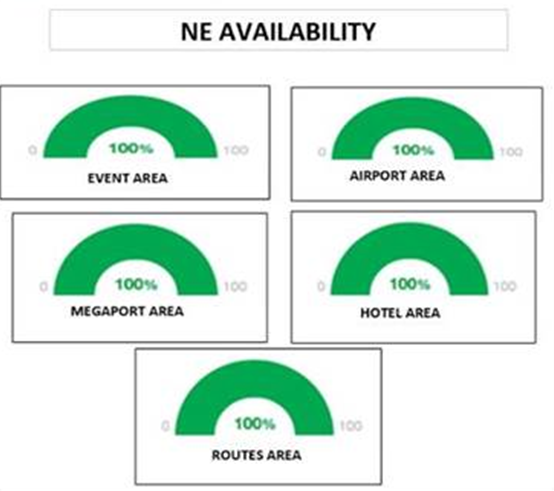 NE AVAILABILITY
0 100% 100
EVENT AREA
0 100% 100
AIRPORT AREA
0 100% 100
MEGAPORT AREA
0 100% 100
HOTEL AREA
0 100% 100
ROUTES AREA